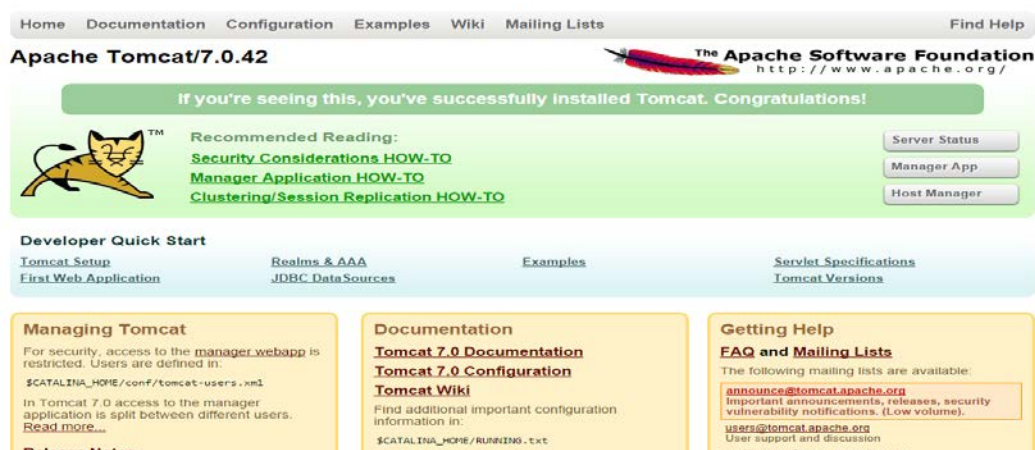 Home Documentation Configuration Examples Wiki Mailing Lists Find Help
Apache Tomcat/7.0.42
The Apache Software Foundation
http://www.apache.org/
If you're seeing this, you've successfully installed Tomcat. Congratulations!
TM
Recommended Reading:
Security Considerations HOW-TO
Manager Application HOW-TO
Clustering/Session Replication HOW-TO
Server Status
Manager App
Host Manager
Developer Quick Start
Tomcat Setup
First Web Application
Realms & AAA
JDBC DataSources
Examples
Servlet Specifications
Tomcat Versions
Managing Tomcat
For security, access to the manager webapp is
restricted. Users are defined in:
$CATALINA_HOME/conf/tomcat-users.xml
In Tomcat 7.0 access to the manager
application is split between different users.
Read more...
Documentation
Tomcat 7.0 Documentation
Tomcat 7.0 Configuration
Tomcat Wiki
Find additional important configuration
information in:
$CATALINA_HOME/RUNNING.txt
Getting Help
FAQ and Mailing Lists
The following mailing lists are available:
announce@tomcat.apache.org
Important announcements, releases, security
vulnerability notifications. (Low volume).
users@tomcat.apache.org
User support and discussion